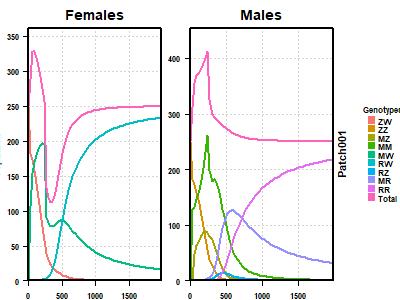 Females
Males
350
300
250
200
150
100
50
0
400
300
200
100
0
0
500
1000
1500
0
500
1000
1500
Patch001
Genotypes
ZW
ZZ
MZ
MM
MW
RW
RZ
MR
RR
Total